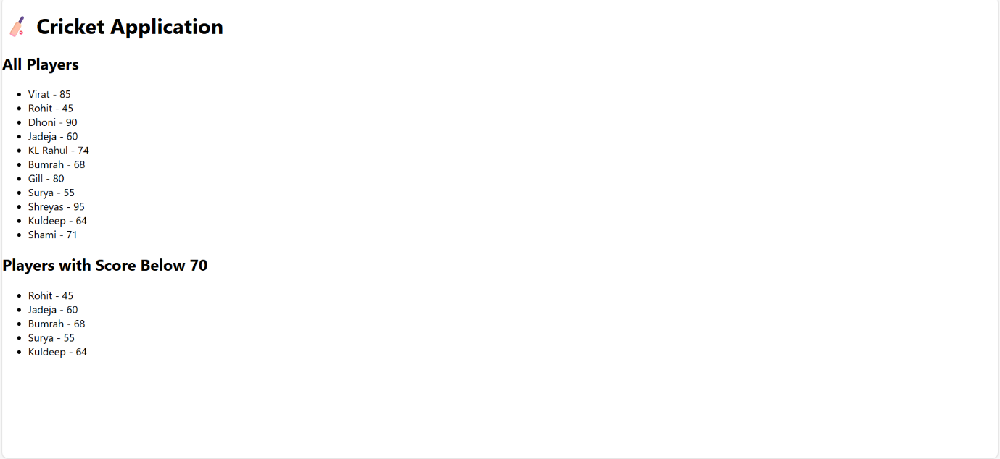 Cricket Application
All Players
Virat - 85
Rohit - 45
Dhoni - 90
Jadeja - 60
KL Rahul - 74
Bumrah - 68
Gill - 80
Surya - 55
Shreyas - 95
Kuldeep - 64
Shami - 71
Players with Score Below 70
Rohit - 45
Jadeja - 60
Bumrah - 68
Surya - 55
Kuldeep - 64